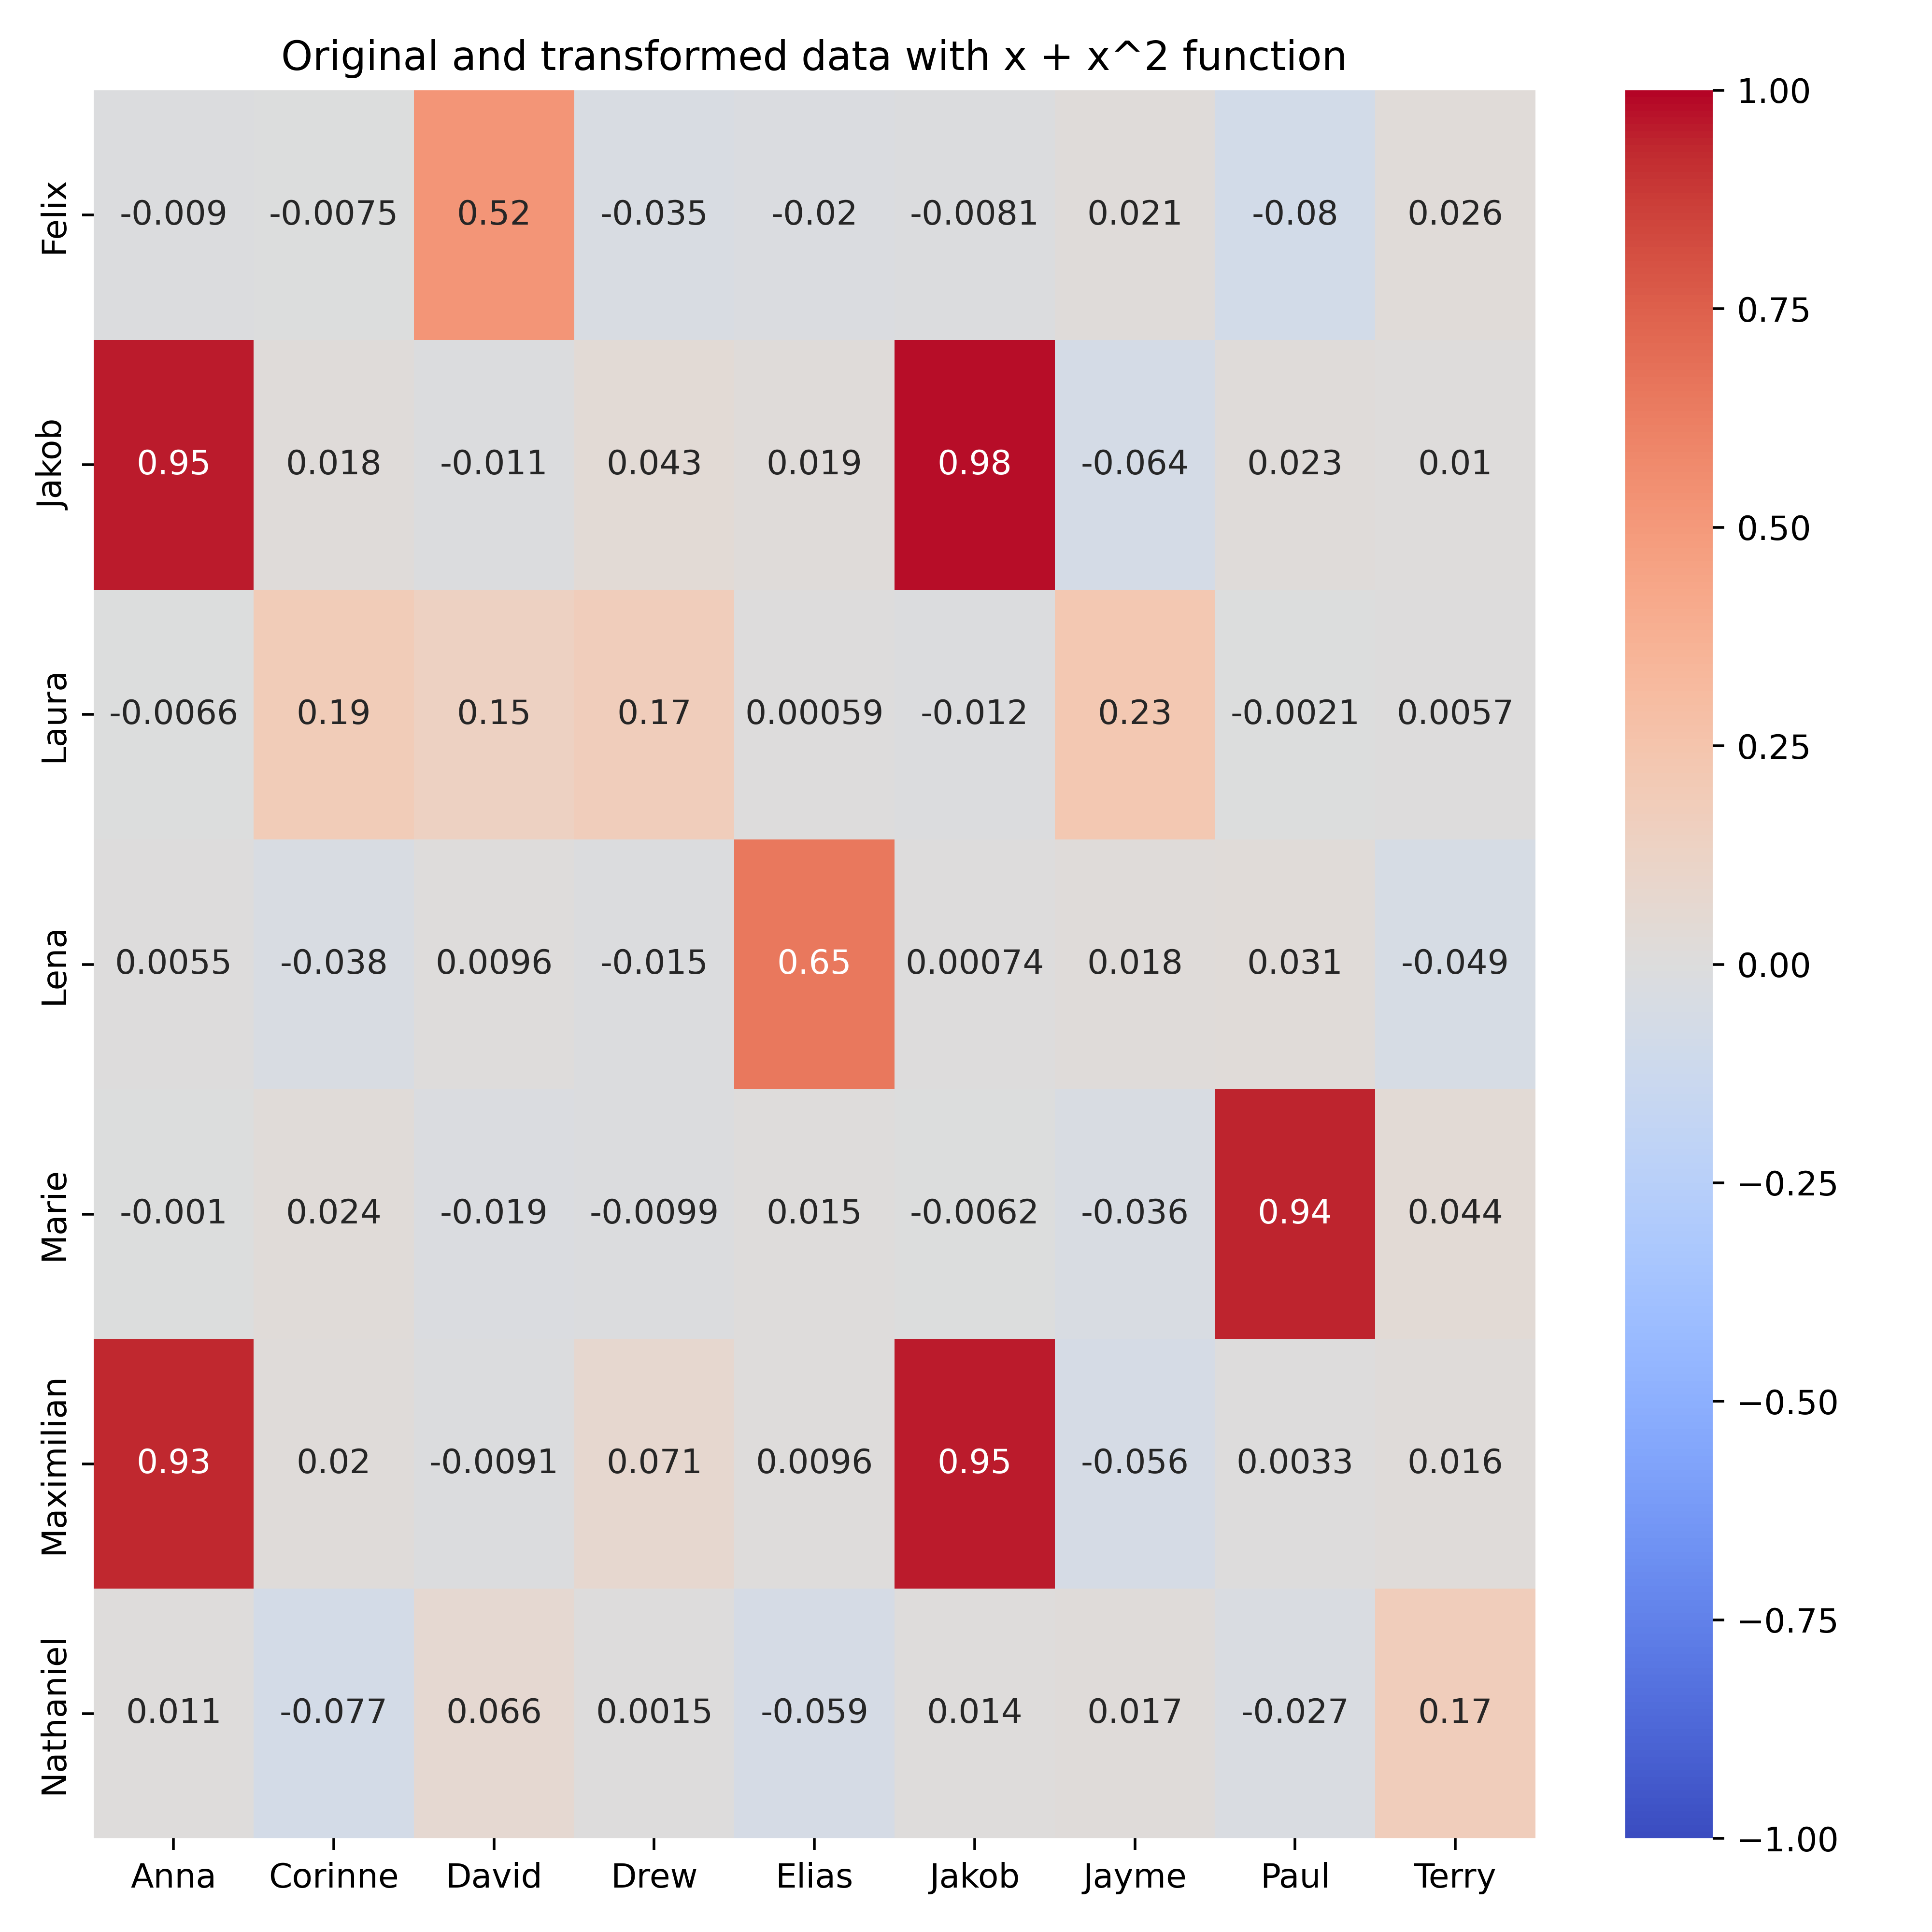 Original and transformed data with x + x^2 function
Felix -0.009 -0.0075 0.52 -0.035 -0.02 -0.0081 0.021 -0.08 0.026
Jakob 0.95 0.018 -0.011 0.043 0.019 0.98 -0.064 0.023 0.01
Laura -0.0066 0.19 0.15 0.17 0.00059 -0.012 0.23 -0.0021 0.0057
Lena 0.0055 -0.038 0.0096 -0.015 0.65 0.00074 0.018 0.031 -0.049
Marie -0.001 0.024 -0.019 -0.0099 0.015 -0.0062 -0.036 0.94 0.044
Maximilian 0.93 0.02 -0.0091 0.071 0.0096 0.95 -0.056 0.0033 0.016
Nathaniel 0.011 -0.077 0.066 0.0015 -0.059 0.014 0.017 -0.027 0.17
Anna Corinne David Drew Elias Jakob Jayme Paul Terry
1.00
0.75
0.50
0.25
0.00
−0.25
−0.50
−0.75
−1.00